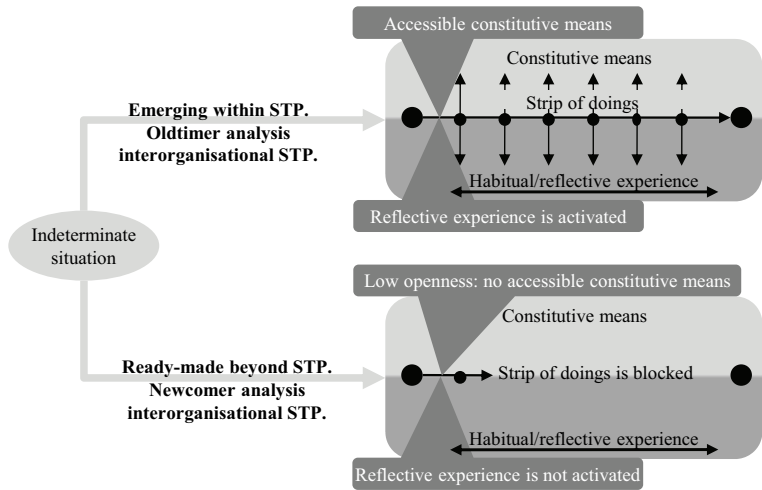 Accessible constitutive means
Constitutive means
Emerging within STP.
Oldtimer analysis
interorganisational STP.
Strip of doings
Habitual/reflective experience
Reflective experience is activated
Indeterminate
situation
Low openness: no accessible constitutive means
Constitutive means
Ready-made beyond STP.
Newcomer analysis
interorganisational STP.
Strip of doings is blocked
Habitual/reflective experience
Reflective experience is not activated